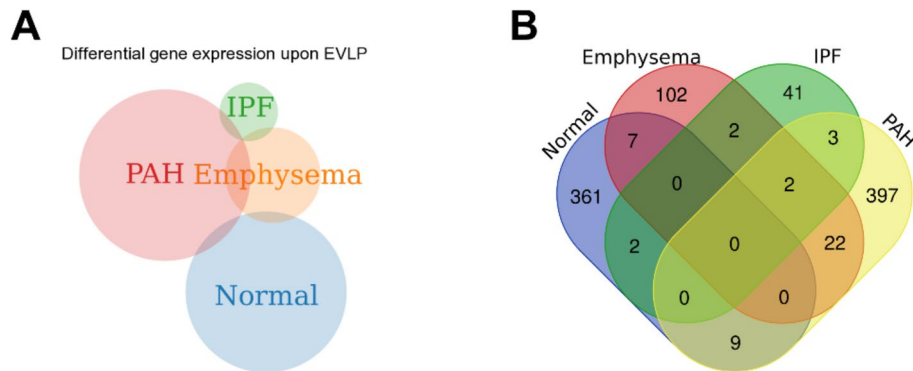 A
Differential gene expression upon EVLP
IPF
PAH Emphysema
Normal
B
Emphysema IPF
Normal PAH
102 41
7 2 3
361 0 2 397
2 0 22
0 0
9